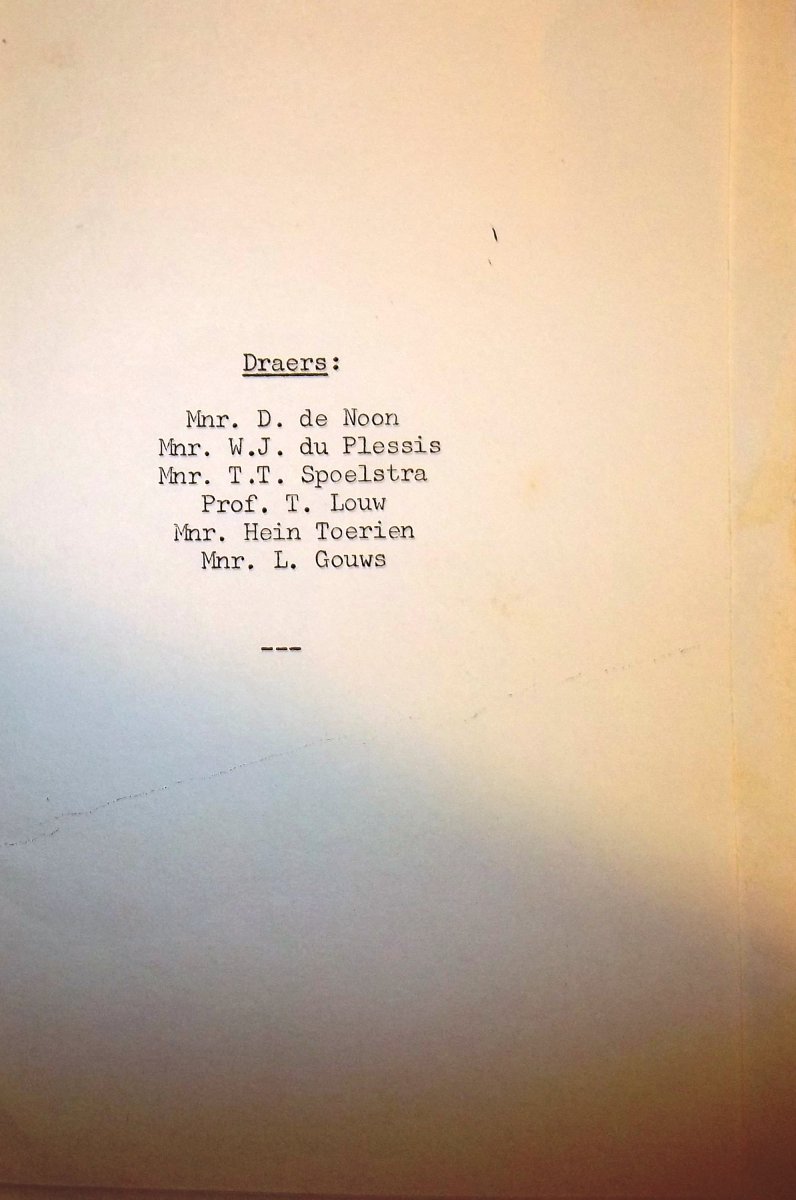 Draers:
Mnr. D. de Noon
Mnr. W.J. du Plessis
Mnr. T.T. Spoelstra
Prof. T. Louw
Mnr. Hein Toerien
Mnr. L. Gouws
---